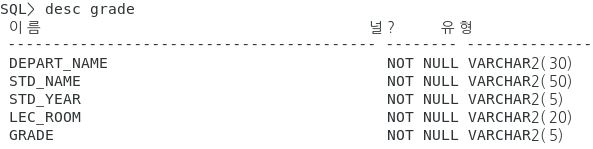 SQL> desc grade
이름 널? 유형
----------------------------------------- -------- ----------------------------
DEPART_NAME NOT NULL VARCHAR2(30)
STD_NAME NOT NULL VARCHAR2(50)
STD_YEAR NOT NULL VARCHAR2(5)
LEC_ROOM NOT NULL VARCHAR2(20)
GRADE NOT NULL VARCHAR2(5)